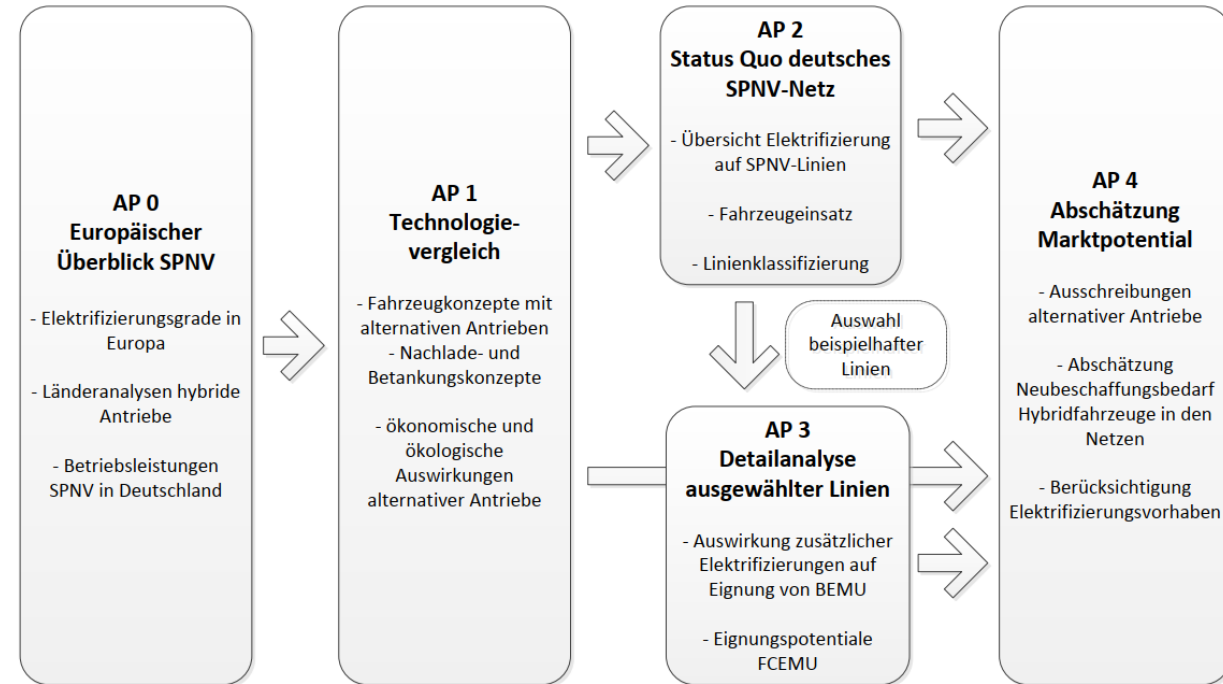 AP 0
Europäischer
Überblick SPNV
- Elektrifizierungsgrade in
Europa
- Länderanalysen hybride
Antriebe
- Betriebsleistungen
SPNV in Deutschland
AP 1
Technologie-
vergleich
- Fahrzeugkonzepte mit
alternativen Antrieben
- Nachlade- und
Betankungskonzepte
- ökonomische und
ökologische
Auswirkungen
alternativer Antriebe
AP 2
Status Quo deutsches
SPNV-Netz
- Übersicht Elektrifizierung
auf SPNV-Linien
- Fahrzeugeinsatz
- Linienklassifizierung
Auswahl
beispielhafter
Linien
AP 3
Detailanalyse
ausgewählter Linien
- Auswirkung zusätzlicher
Elektrifizierungen auf
Eignung von BEMU
- Eignungspotentiale
FCEMU
AP 4
Abschätzung
Marktpotential
- Ausschreibungen
alternativer Antriebe
- Abschätzung
Neubeschaffungsbedarf
Hybridfahrzeuge in den
Netzen
- Berücksichtigung
Elektrifizierungsvorhaben